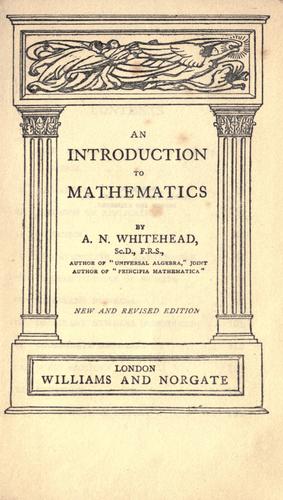 AN
INTRODUCTION
TO
MATHEMATICS
BY
A. N. WHITEHEAD,
Sc.D., F.R.S.,
AUTHOR OF "UNIVERSAL ALGEBRA," JOINT
AUTHOR OF "PRINCIPIA MATHEMATICA"
NEW AND REVISED EDITION
LONDON
WILLIAMS AND NORGATE